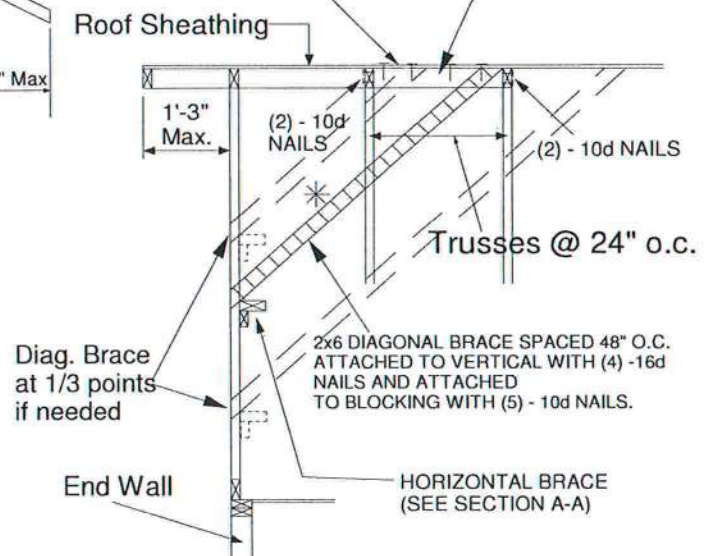 Roof Sheathing
" Max
1'-3"
Max.
(2) - 10d
NAILS
(2) - 10d NAILS
Trusses @ 24" o.c.
2x6 DIAGONAL BRACE SPACED 48" O.C.
ATTACHED TO VERTICAL WITH (4) -16d
NAILS AND ATTACHED
TO BLOCKING WITH (5) - 10d NAILS.
Diag. Brace
at 1/3 points
if needed
End Wall
HORIZONTAL BRACE
(SEE SECTION A-A)